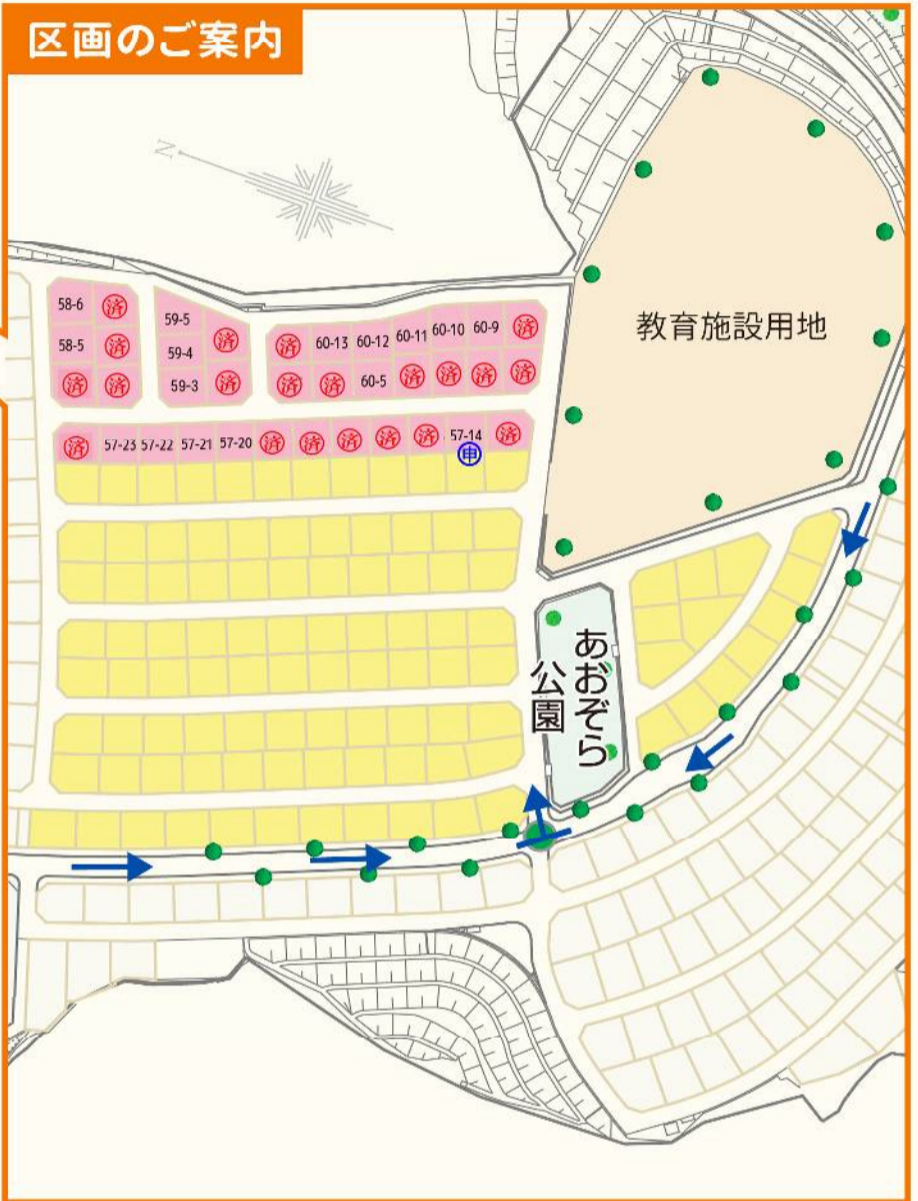 区画のご案内
N
教育施設用地
58-6 済
58-5 済
済 済
59-5
済
59-4
59-3 済
済 60-13 60-12 60-11 60-10 60-9 済
済 済 60-5 済 済 済 済
済 57-23 57-22 57-21 57-20 済 済 済 済 済 57-14 済
申
あおぞら
公園